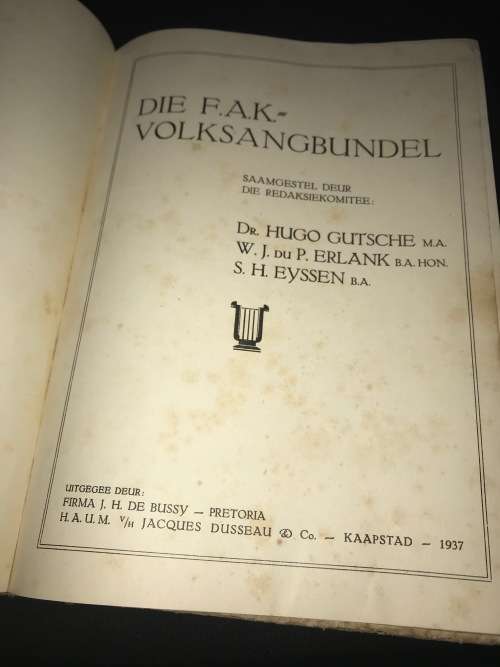 DIE F.A.K.-
VOLKSANGBUNDEL
SAAMGESTEL DEUR
DIE REDAKSIEKOMITEE:
DR. HUGO GUTSCHE M.A.
W. J. DU P. ERLANK B.A. HON.
S. H. EYSSEN B.A.
UITGEGEE DEUR:
FIRMA J. H. DE BUSSY — PRETORIA
H. A. U. M. V/H JACQUES DUSSEAU & Co. — KAAPSTAD — 1937